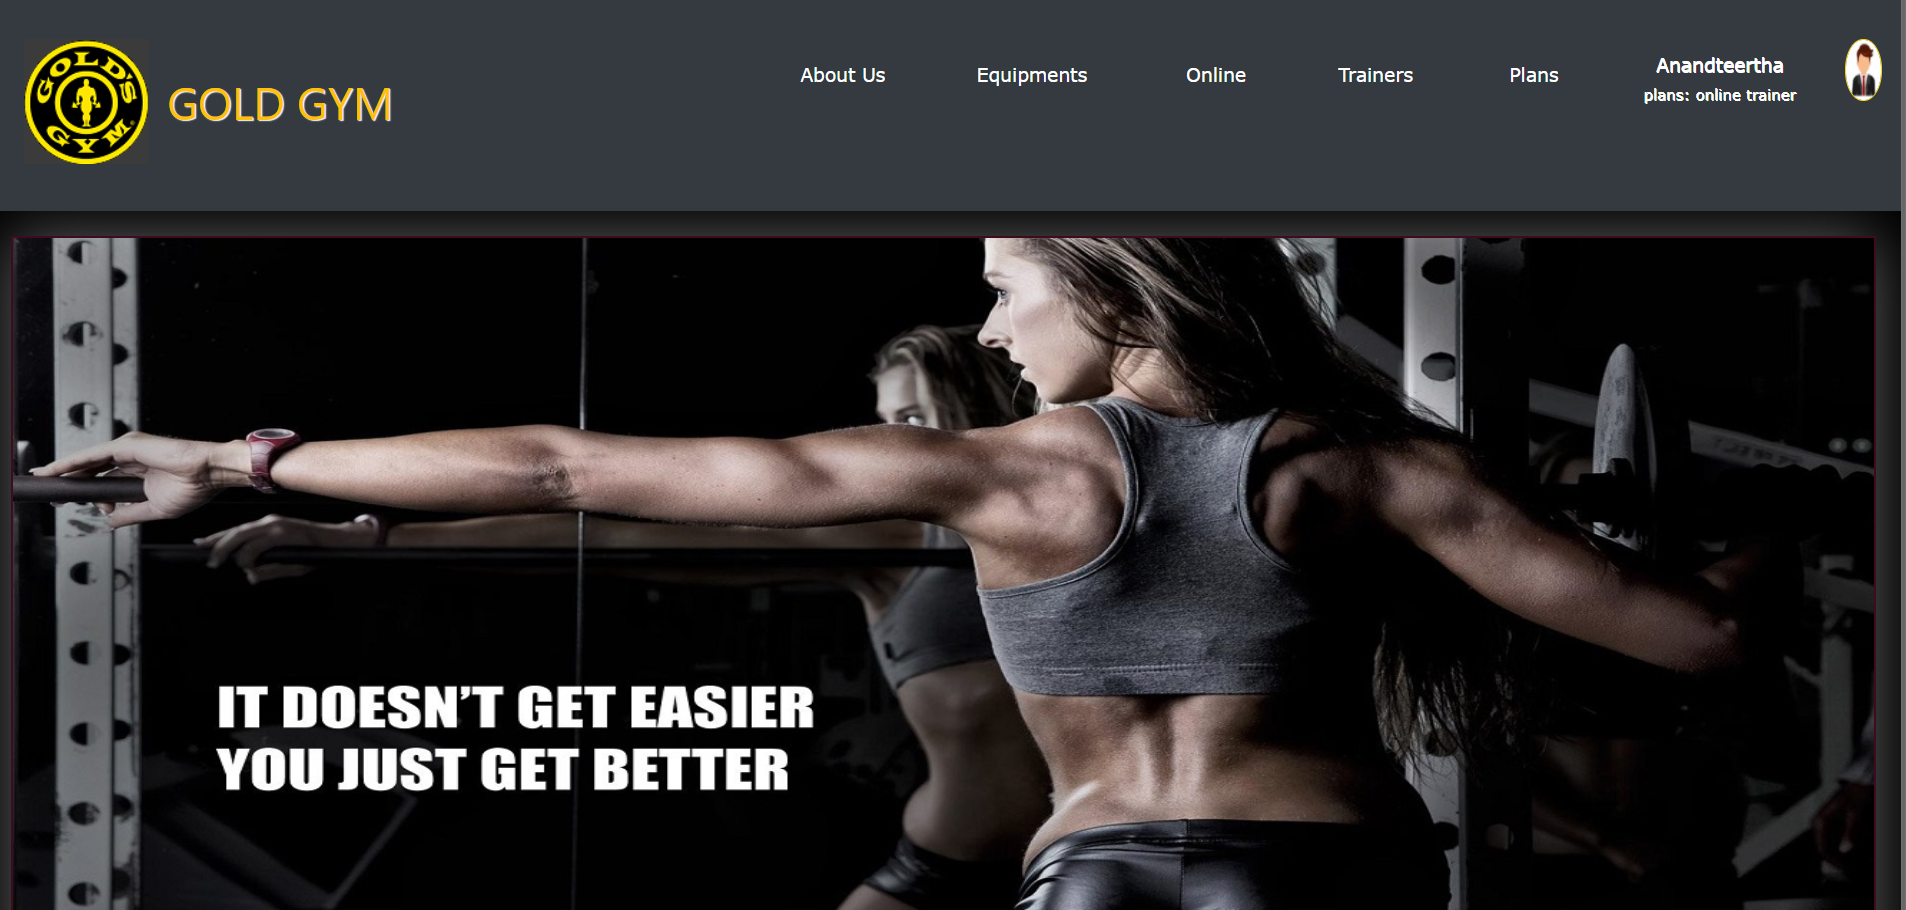 GOLD'S
GYM
GOLD GYM
About Us
Equipments
Online
Trainers
Plans
Anandteertha
plans: online trainer
IT DOESN'T GET EASIER
YOU JUST GET BETTER